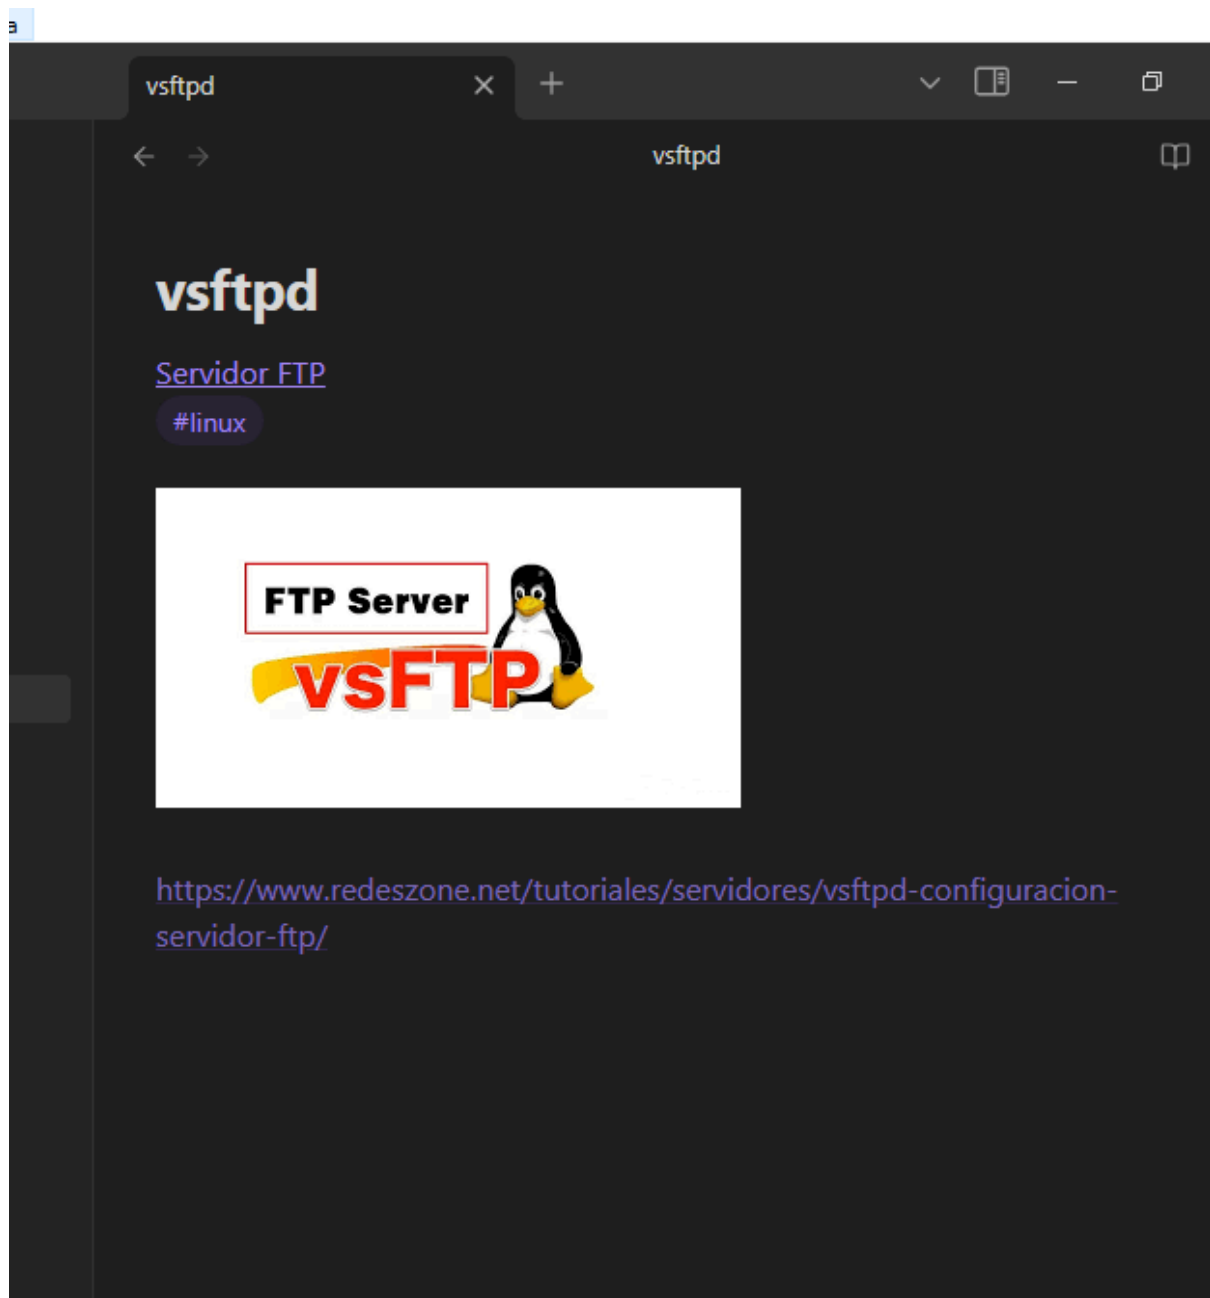 a
vsftpd
vsftpd
vsftpd
Servidor FTP
#linux
FTP Server
vsFTP
https://www.redeszone.net/tutoriales/servidores/vsftpd-configuracion-
servidor-ftp/